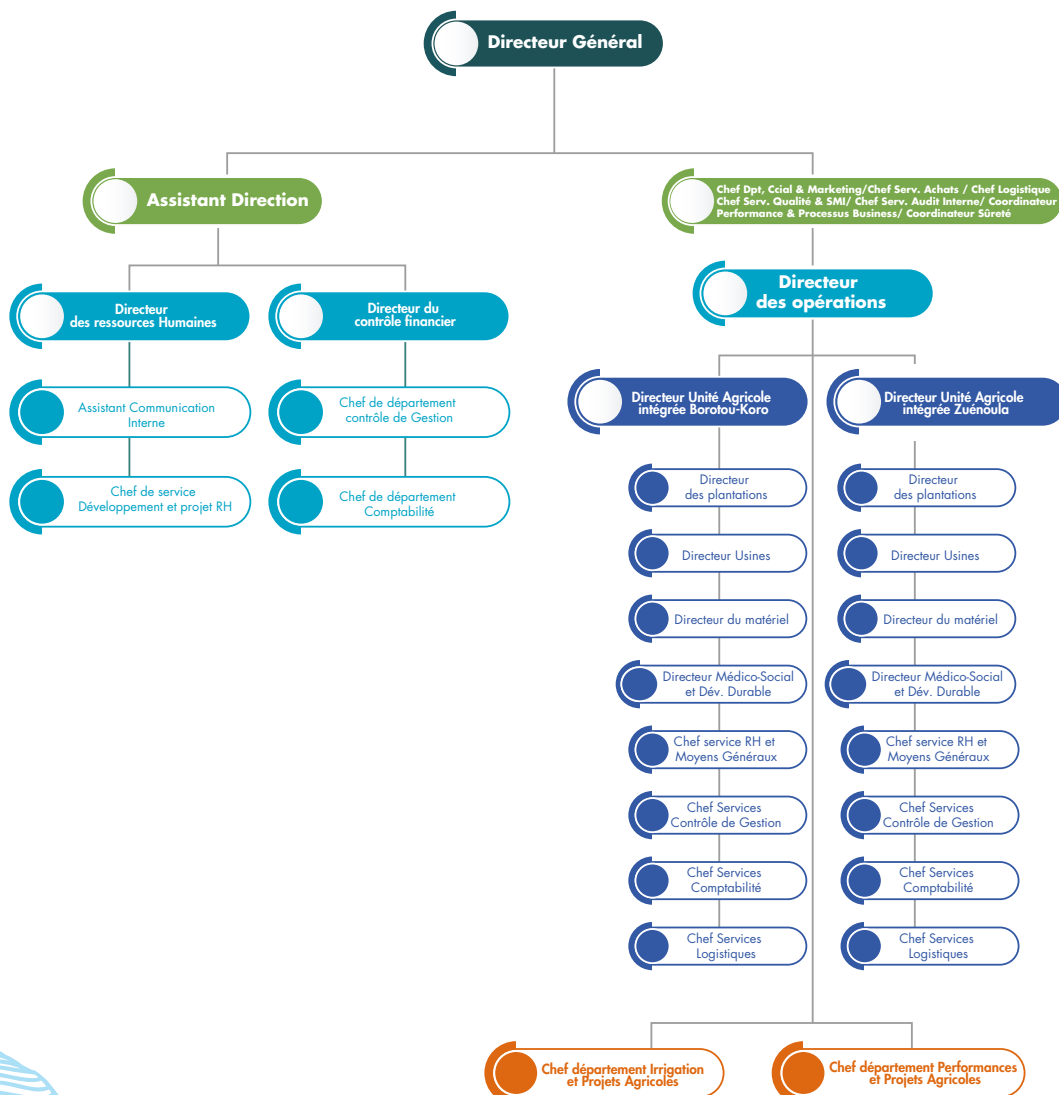 Directeur Général
Assistant Direction
Chef Dpt, Ccial & Marketing/Chef Serv. Achats / Chef Logistique
Chef Serv. Qualité & SMI/ Chef Serv. Audit Interne/ Coordinateur
Performance & Processus Business/ Coordinateur Sûreté
Directeur
des ressources Humaines
Directeur du
contrôle financier
Directeur
des opérations
Assistant Communication
Interne
Chef de département
contrôle de Gestion
Chef de service
Développement et projet RH
Chef de département
Comptabilité
Directeur Unité Agricole
intégrée Borotou-Koro
Directeur Unité Agricole
intégrée Zuénoula
Directeur
des plantations
Directeur
des plantations
Directeur Usines
Directeur Usines
Directeur du matériel
Directeur du matériel
Directeur Médico-Social
et Dév. Durable
Directeur Médico-Social
et Dév. Durable
Chef service RH et
Moyens Généraux
Chef service RH et
Moyens Généraux
Chef Services
Contrôle de Gestion
Chef Services
Contrôle de Gestion
Chef Services
Comptabilité
Chef Services
Comptabilité
Chef Services
Logistiques
Chef Services
Logistiques
Chef département Irrigation
et Projets Agricoles
Chef département Performances
et Projets Agricoles